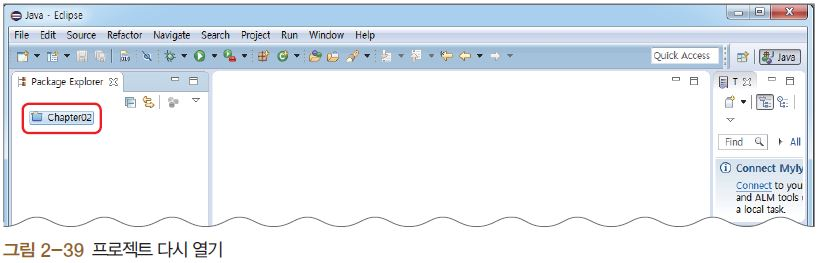 Java - Eclipse
File Edit Source Refactor Navigate Search Project Run Window Help
Quick Access
Java
Package Explorer
T
Chapter02
Find
All
Connect Myly
Connect to you
and ALM tools
a local task.
그림 2-39 프로젝트 다시 열기